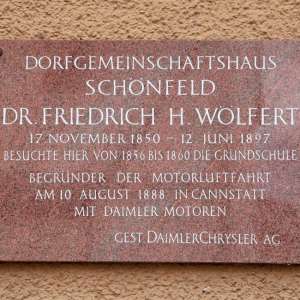 DORFGEMEINSCHAFTSHAUS
SCHÖNFELD
DR. FRIEDRICH H. WÖLFERT
17. NOVEMBER 1850 – 12. JUNI 1897
BESUCHTE HIER VON 1856 BIS 1860 DIE GRUNDSCHULE
BEGRÜNDER DER MOTORLUFTFAHRT
AM 10. AUGUST 1888 IN CANNSTATT
MIT DAIMLER MOTOREN
GEST. DAIMLERCHRYSLER AG